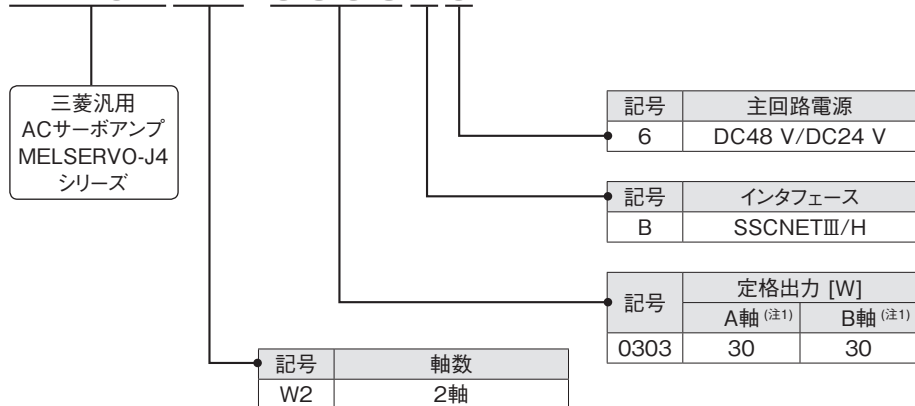 三菱汎用
ACサーボアンプ
MELSERVO-J4
シリーズ
記号 主回路電源
6 DC48 V/DC24 V
記号 インタフェース
B SSCNETⅢ/H
記号 定格出力 [W]
A軸 (注1) B軸 (注1)
0303 30 30
記号 軸数
W2 2軸